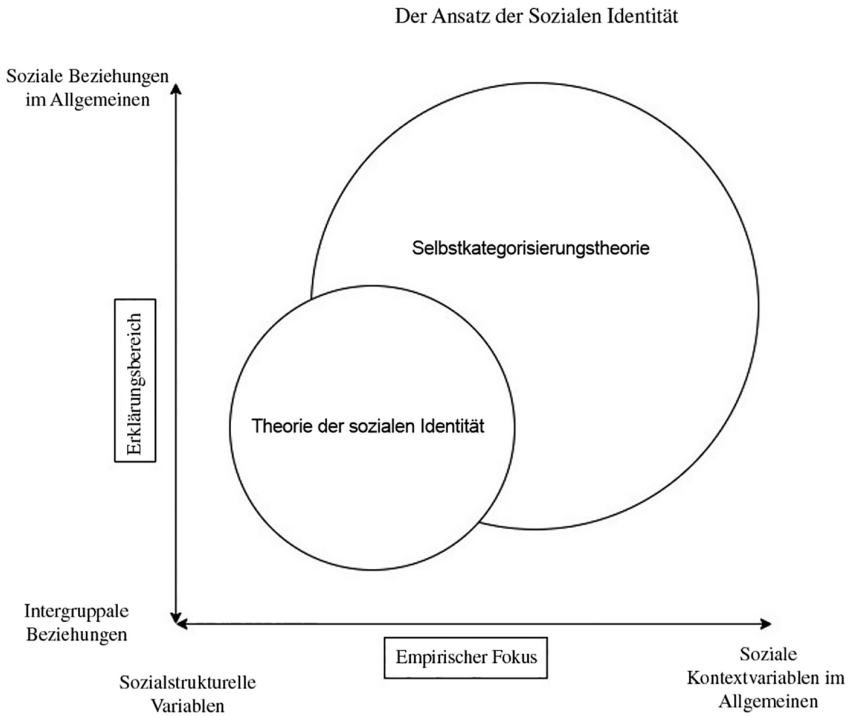 Der Ansatz der Sozialen Identität
Soziale Beziehungen
im Allgemeinen
Selbstkategorisierungstheorie
Erklärungsbereich
Theorie der sozialen Identität
Intergruppale
Beziehungen
Empirischer Fokus
Sozialstrukturelle
Variablen
Soziale
Kontextvariablen im
Allgemeinen